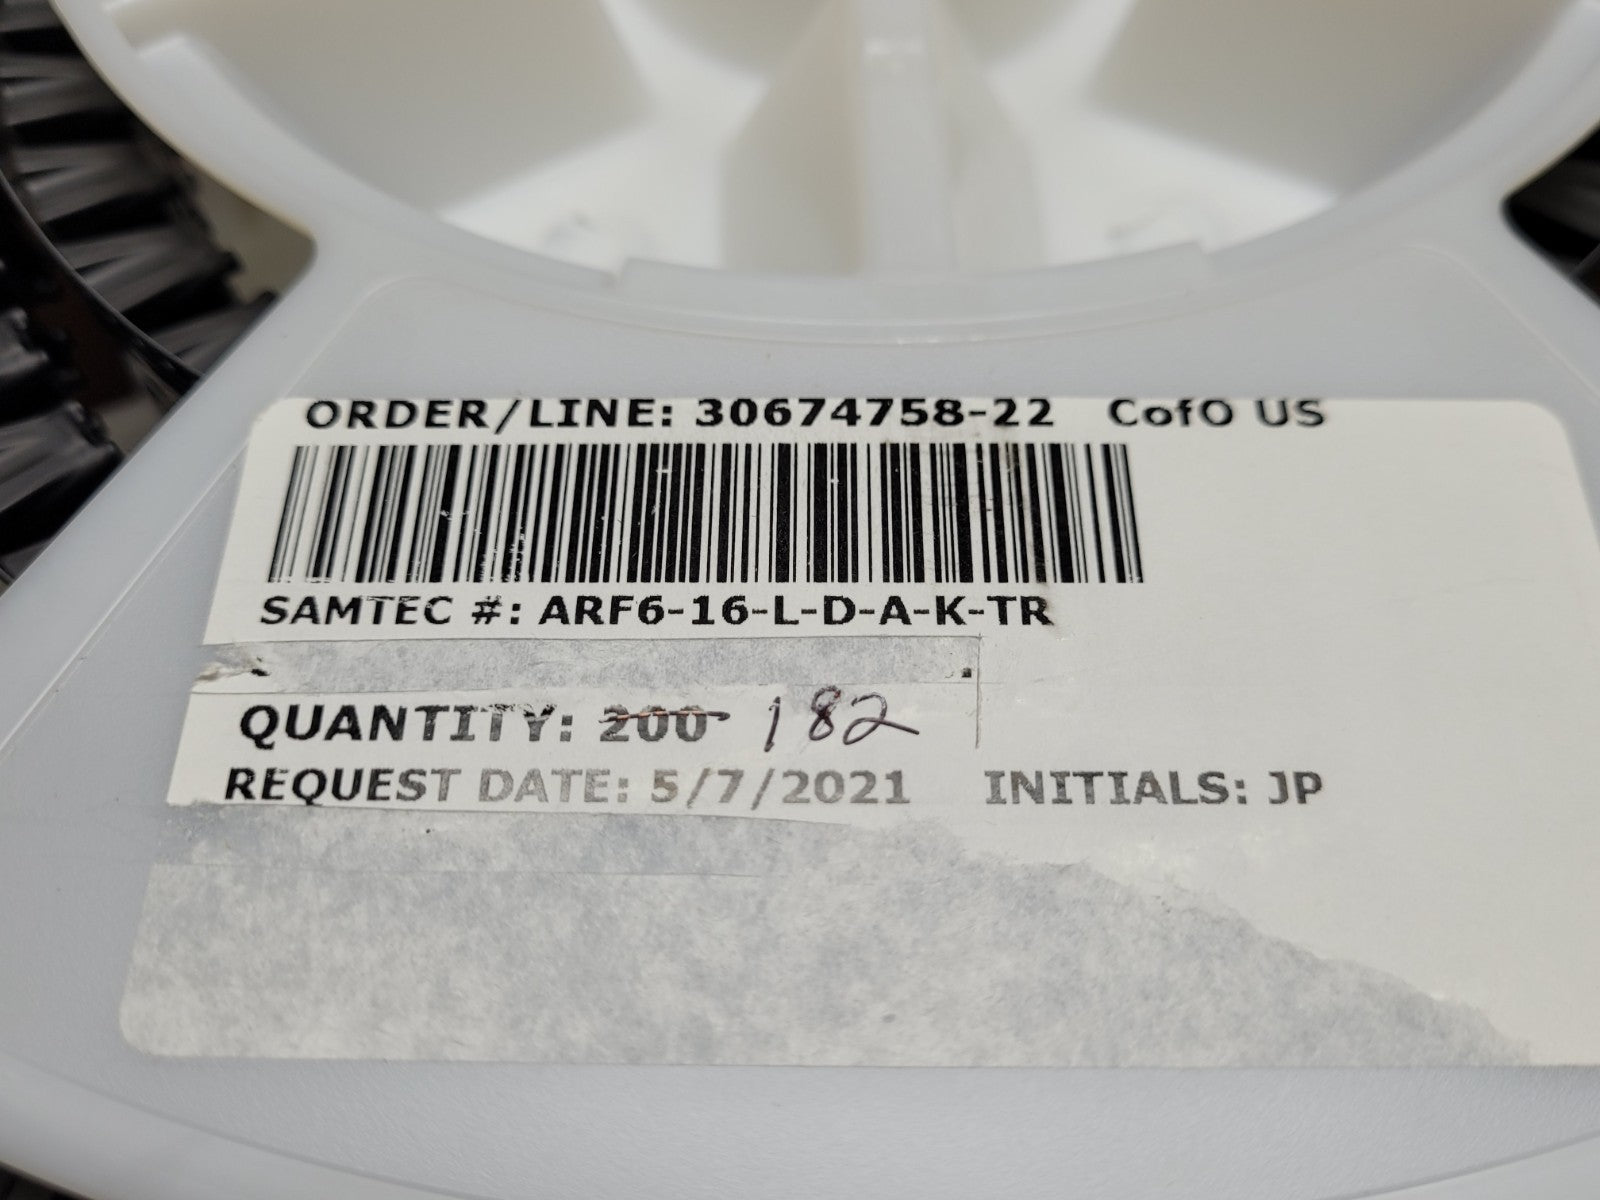 ORDER/LINE: 30674758-22 CofO US
SAMTEC #: ARF6-16-L-D-A-K-TR
QUANTITY: 200 182
REQUEST DATE: 5/7/2021 INITIALS: JP